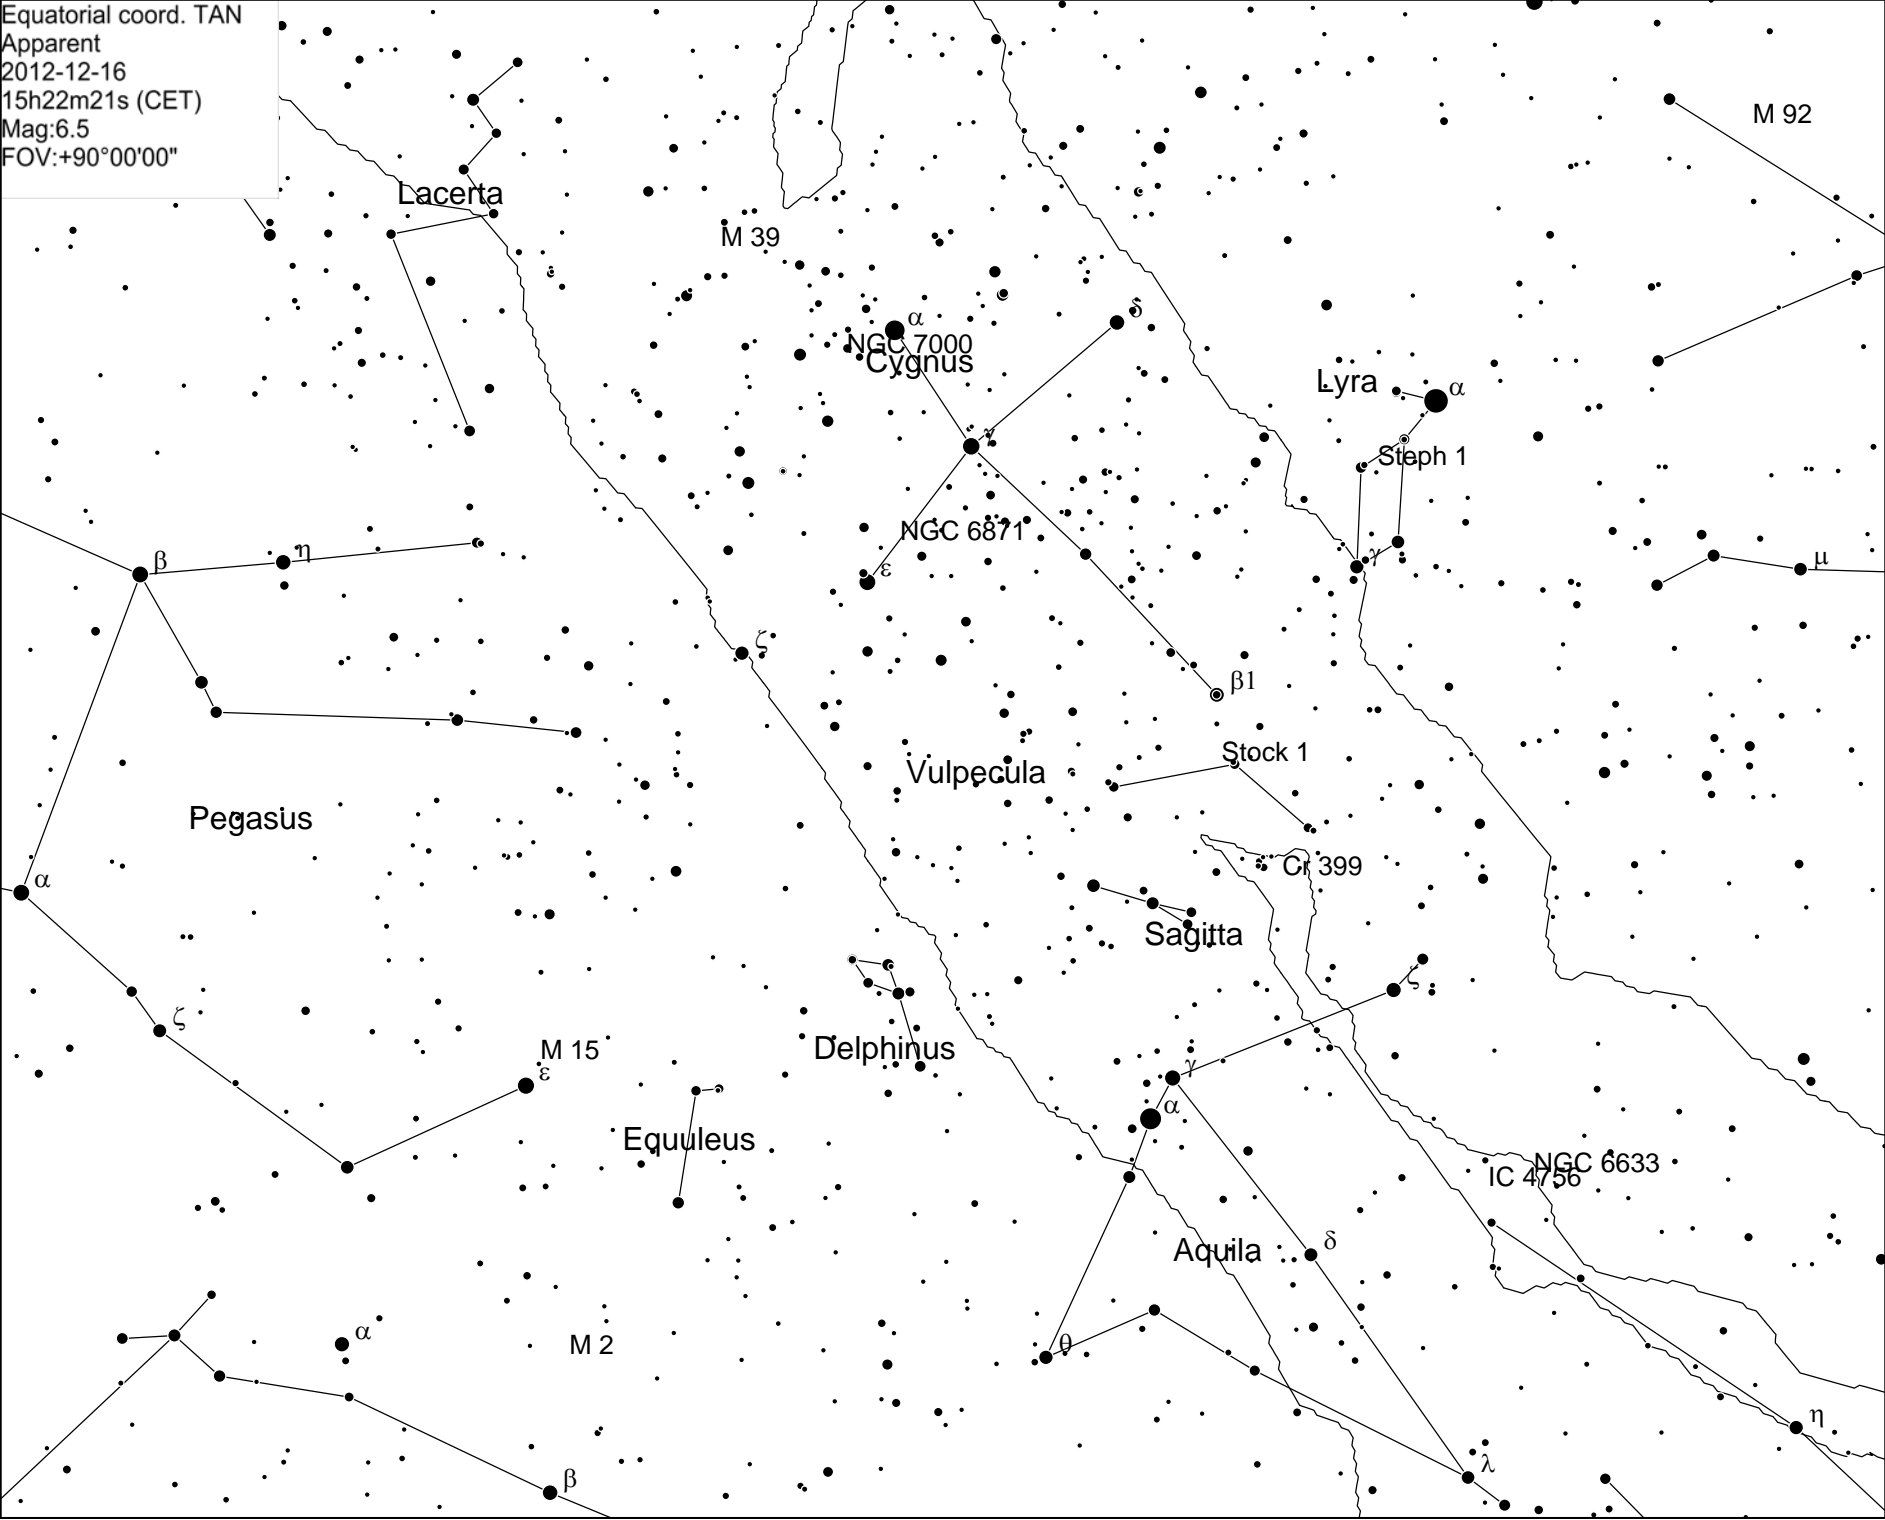 Equatorial coord. TAN
Apparent
2012-12-16
15h22m21s (CET)
Mag:6.5
FOV:+90°00'00"
M 92
Lacerta
M 39
δ
α
NGC 7000
Cygnus
Lyra
α
γ
Steph 1
NGC 6871
η
β
γ
μ
ε
ζ
β1
Stock 1
Vulpecula
Pegasus
Cr 399
α
Sagitta
ζ
ζ
M 15
Delphinus
ε
γ
α
Equuleus
NGC 6633
IC 4756
δ
Aquila
α
M 2
θ
η
λ
β